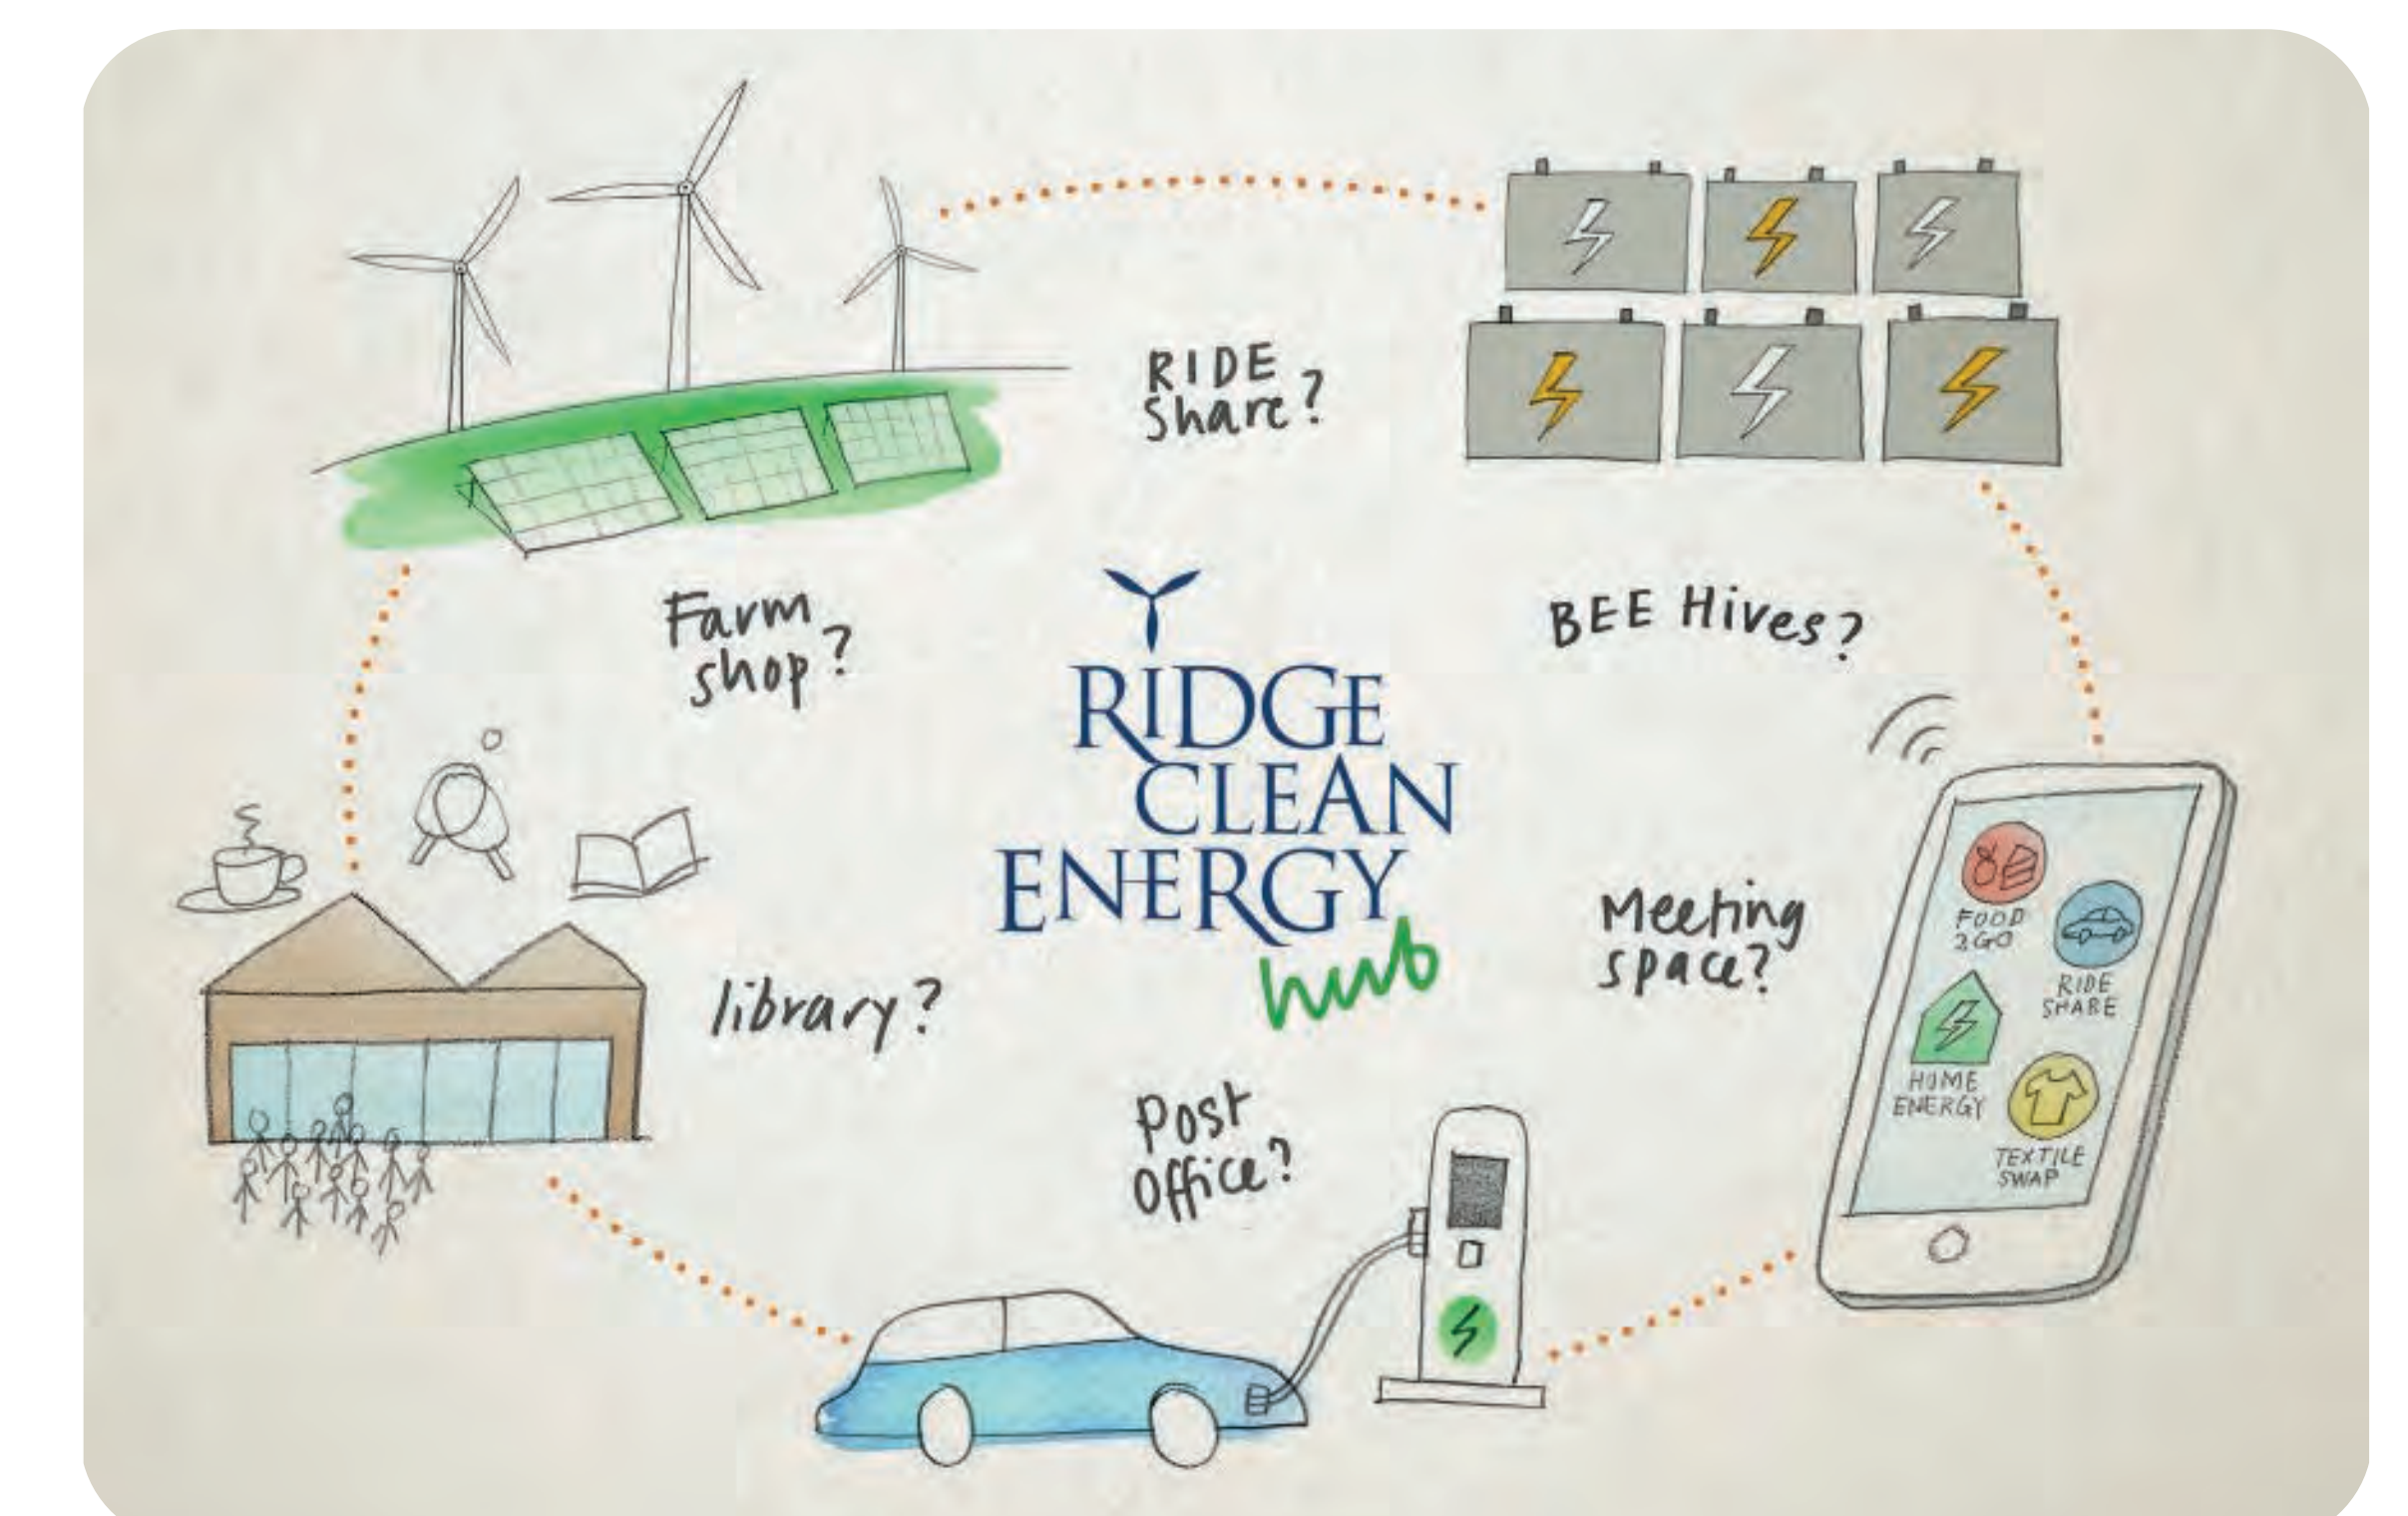 RIDE
Share?
Farm
shop?
BEE Hives?
RIDGE
CLEAN
ENERGY
hub
library?
Meeting
space?
Post
Office?
FOOD
2GO
RIDE
SHARE
HOME
ENERGY
TEXTILE
SWAP